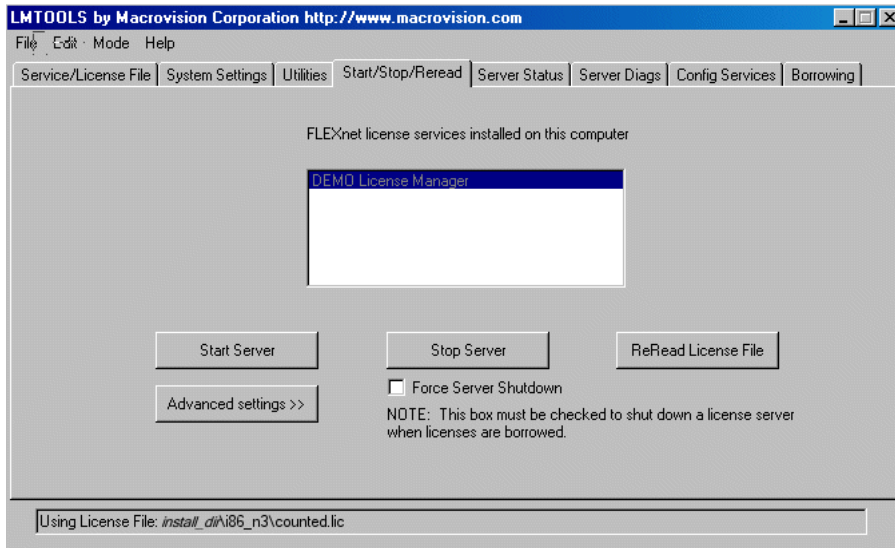 LMTOOLS by Macrovision Corporation http://www.macrovision.com
File Edit Mode Help
Service/License File System Settings Utilities Start/Stop/Reread Server Status Server Diags Config Services Borrowing
FLEXnet license services installed on this computer
DEMO License Manager
Start Server Stop Server ReRead License File
Force Server Shutdown
Advanced settings >>
NOTE: This box must be checked to shut down a license server
when licenses are borrowed.
Using License File: install_dir\i86_n3\counted.lic